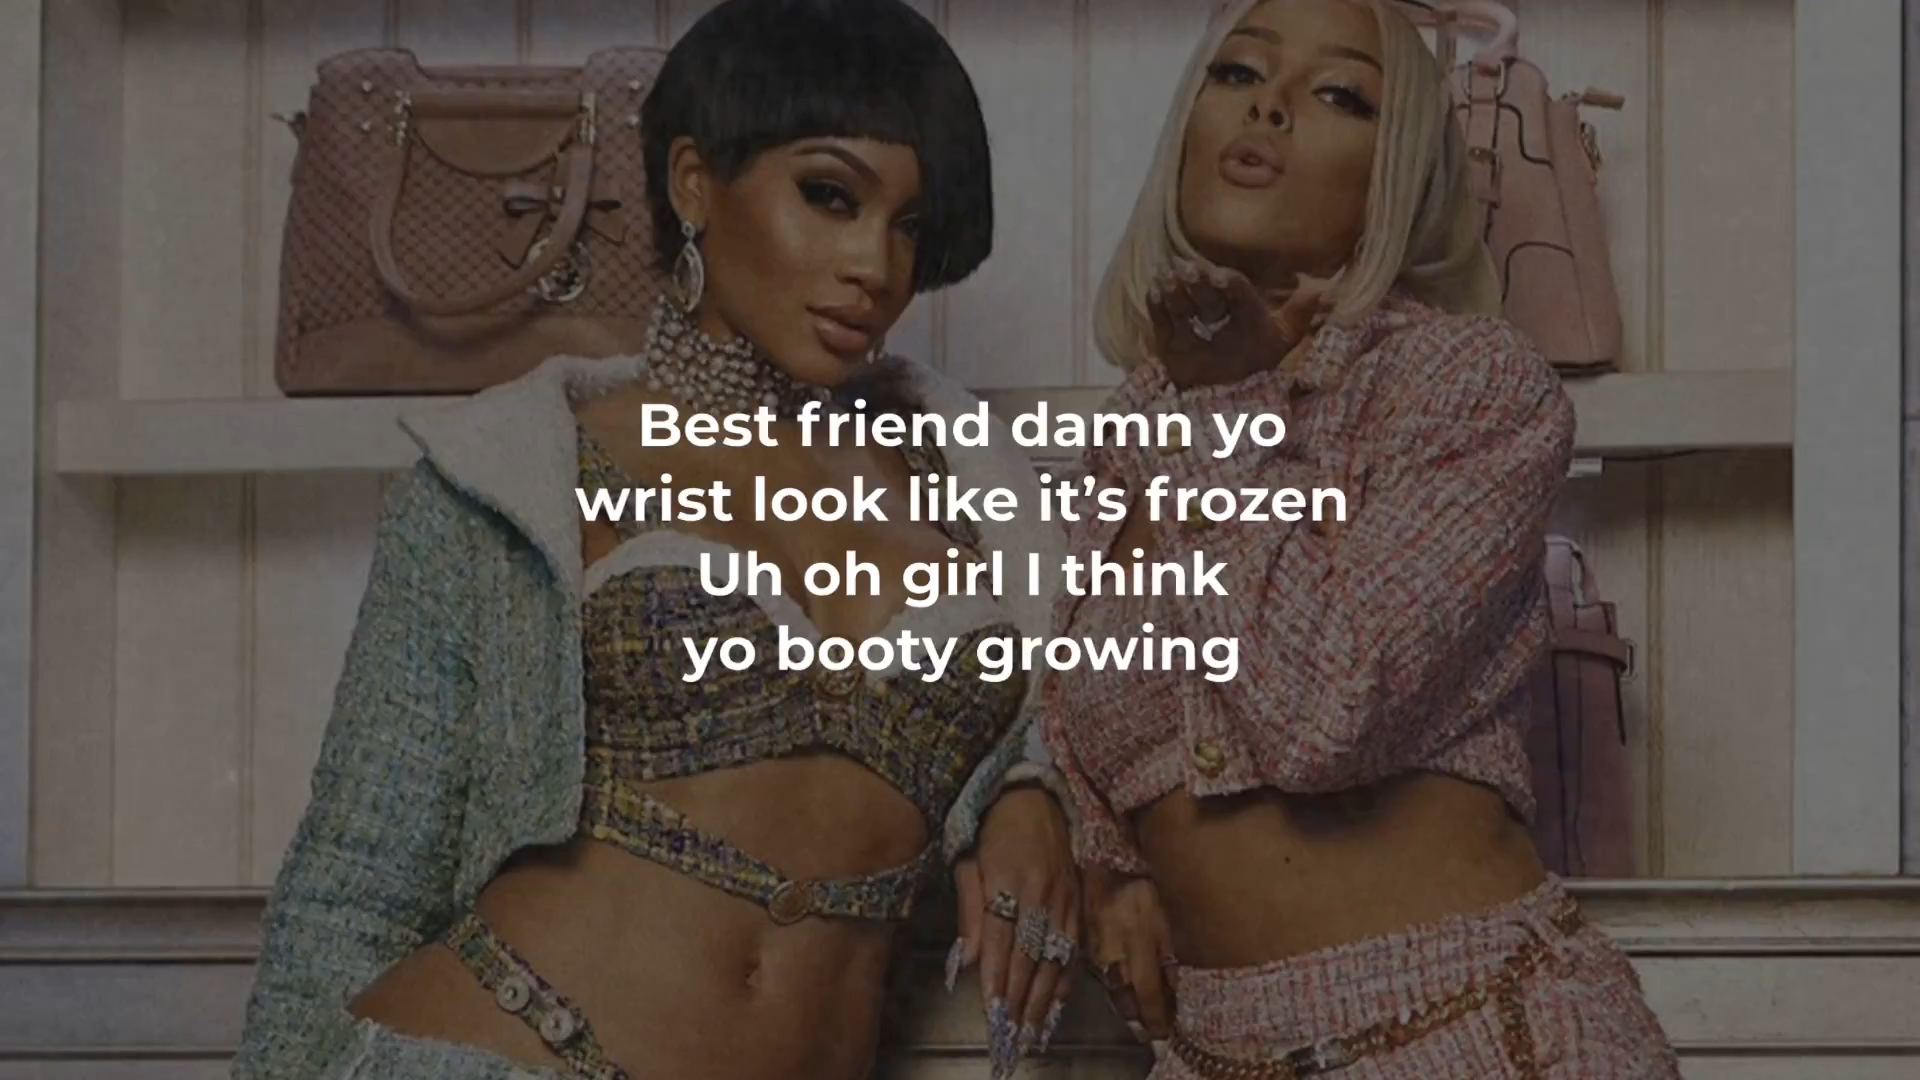 Best friend damn yo
wrist look like it’s frozen
Uh oh girl I think
yo booty growing